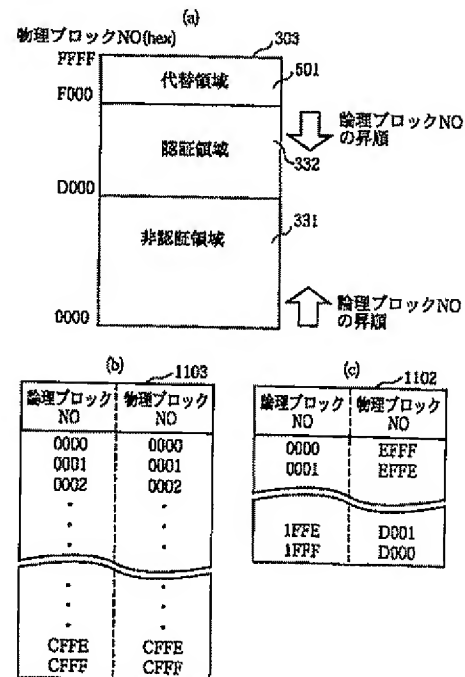 (a)
物理ブロックNO(hex)
303
FFFF
代替領域
501
F000
認証領域
332
論理ブロックNO
の昇順
D000
非認証領域
331
論理ブロックNO
の昇順
0000
(b)
1103
論理ブロック
NO
物理ブロック
NO
0000 0000
0001 0001
0002 0002
CFFE CFFE
CFFF CFFF
(c)
1102
論理ブロック
NO
物理ブロック
NO
0000 EFFF
0001 EFFE
1FFE D001
1FFF D000